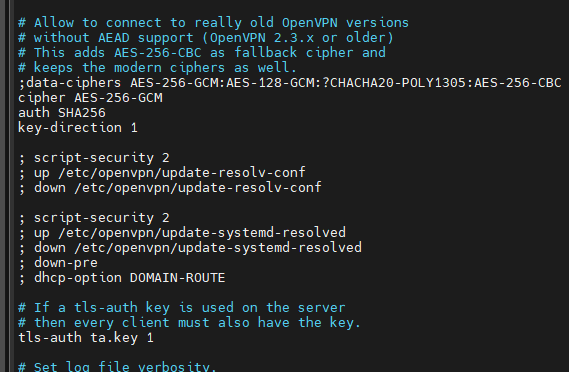 # Allow to connect to really old OpenVPN versions
# without AEAD support (OpenVPN 2.3.x or older)
# This adds AES-256-CBC as fallback cipher and
# keeps the modern ciphers as well.
;data-ciphers AES-256-GCM:AES-128-GCM:?CHACHA20-POLY1305:AES-256-CBC
cipher AES-256-GCM
auth SHA256
key-direction 1
; script-security 2
; up /etc/openvpn/update-resolv-conf
; down /etc/openvpn/update-resolv-conf
; script-security 2
; up /etc/openvpn/update-systemd-resolved
; down /etc/openvpn/update-systemd-resolved
; down-pre
; dhcp-option DOMAIN-ROUTE
# If a tls-auth key is used on the server
# then every client must also have the key.
tls-auth ta.key 1
# Set log file verbosity.